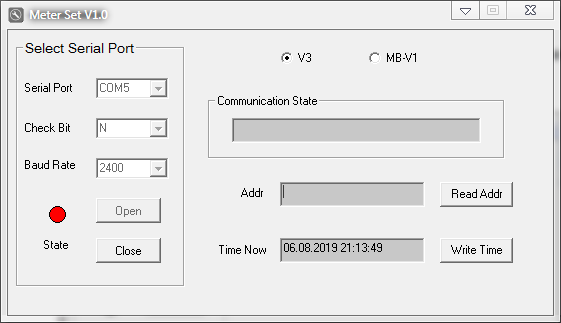 Meter Set V1.0
Select Serial Port
Serial Port COM5
Check Bit N
Baud Rate 2400
Open
State Close
V3 MB-V1
Communication State
Addr Read Addr
Time Now 06.08.2019 21:13:49 Write Time